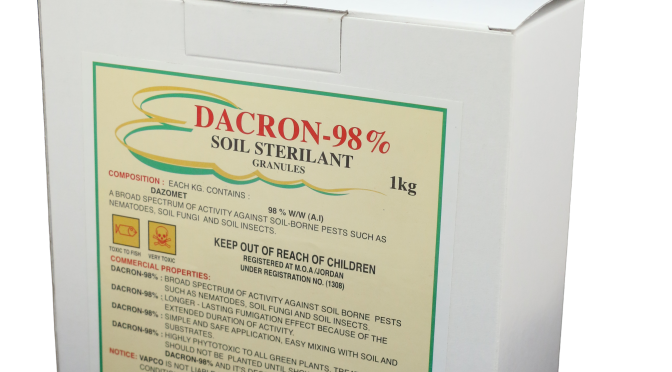 DACRON-98%
SOIL STERILANT
GRANULES
1kg
COMPOSITION : EACH KG. CONTAINS :
DAZOMET 98 % W/W (A.I)
A BROAD SPECTRUM OF ACTIVITY AGAINST SOIL-BORNE PESTS SUCH AS
NEMATODES, SOIL FUNGI AND SOIL INSECTS.
TOXIC TO FISH VERY TOXIC
KEEP OUT OF REACH OF CHILDREN
REGISTERED AT M.O.A/JORDAN
UNDER REGISTRATION NO. (1308)
COMMERCIAL PROPERTIES:
DACRON-98% : BROAD SPECTRUM OF ACTIVITY AGAINST SOIL BORNE PESTS
SUCH AS NEMATODES, SOIL FUNGI AND SOIL INSECTS.
DACRON-98% : LONGER - LASTING FUMIGATION EFFECT BECAUSE OF THE
EXTENDED DURATION OF ACTIVITY.
DACRON-98% : SIMPLE AND SAFE APPLICATION, EASY MIXING WITH SOIL AND
SUBSTRATES.
DACRON-98% : HIGHLY PHYTOTOXIC TO ALL GREEN PLANTS,
SHOULD NOT BE PLANTED UNTIL
DACRON-98% AND IT'S
NOTICE: VAPCO IS NOT